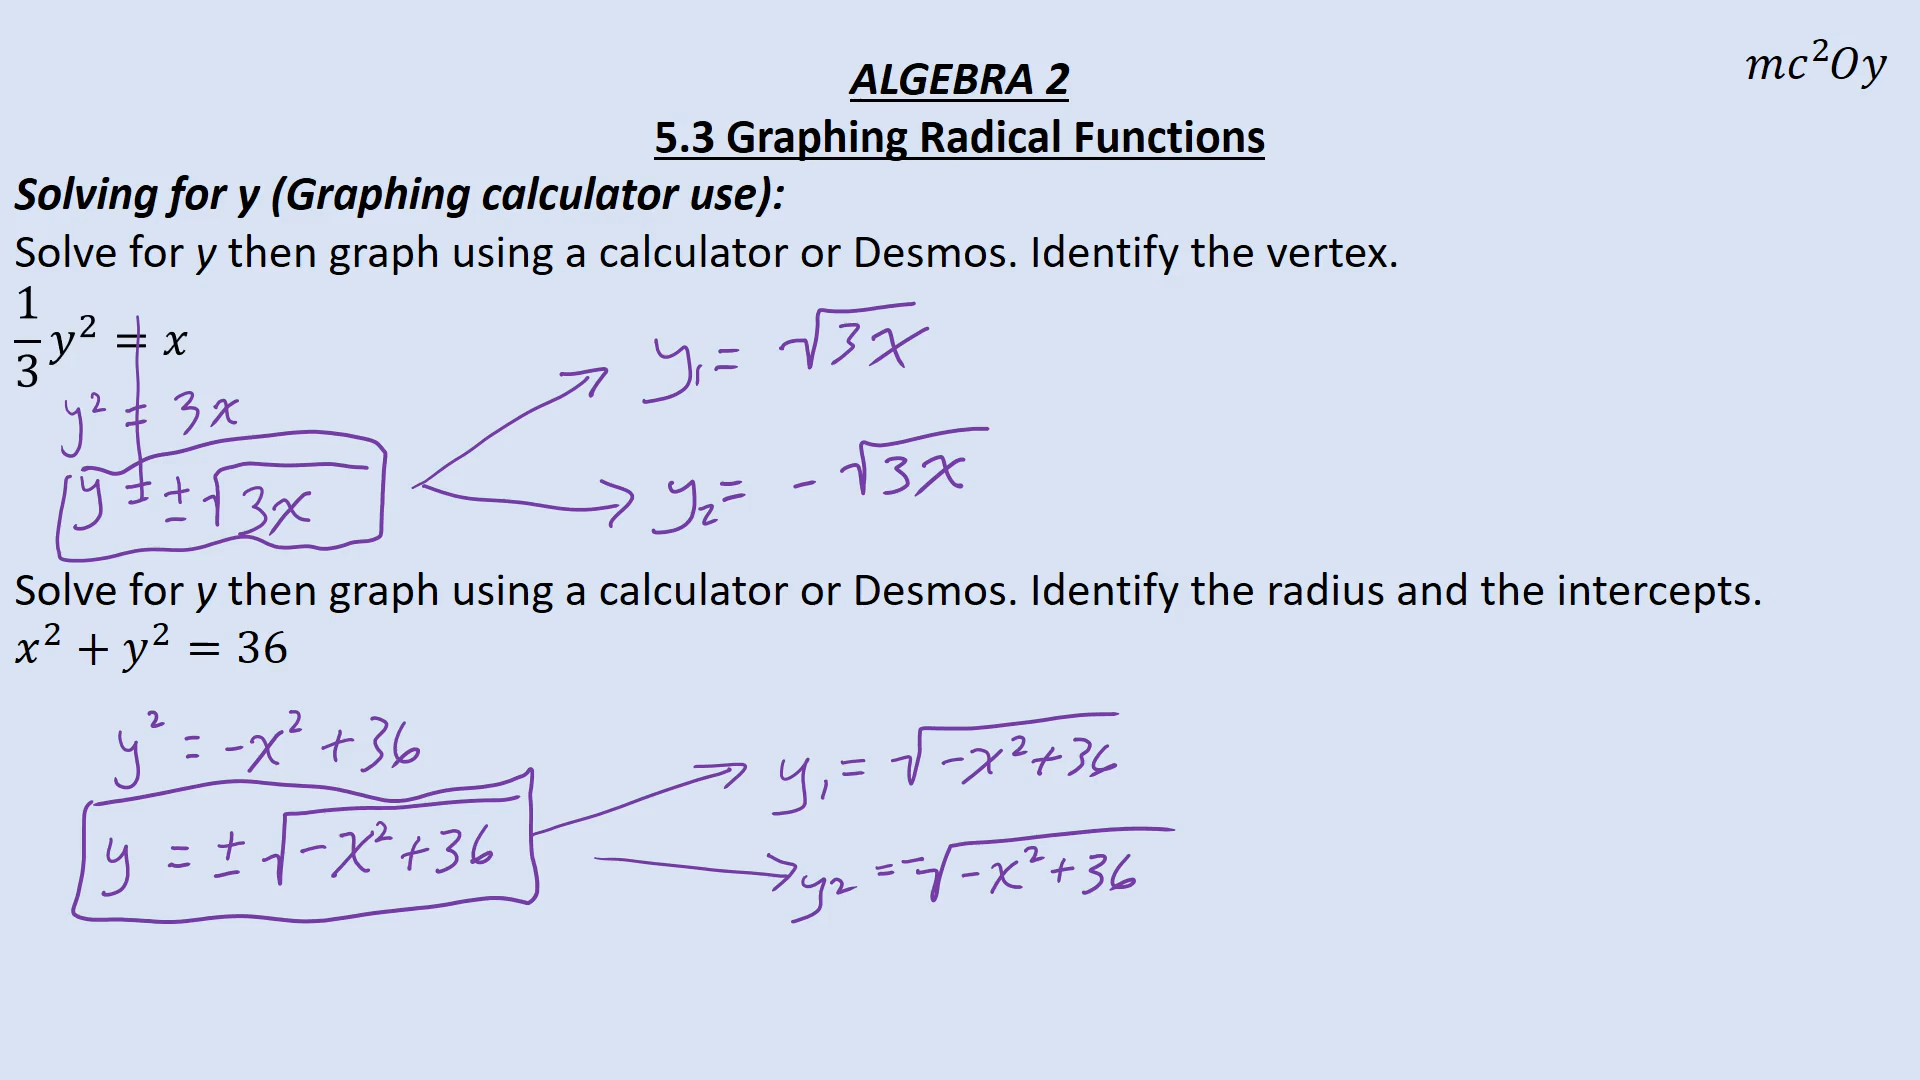 mc²Oy
ALGEBRA 2
5.3 Graphing Radical Functions
Solving for y (Graphing calculator use):
Solve for y then graph using a calculator or Desmos. Identify the vertex.
1/3 y² = x
y² = 3x
y = ±√3x
y₁ = √3x
y₂ = -√3x
Solve for y then graph using a calculator or Desmos. Identify the radius and the intercepts.
x² + y² = 36
y² = -x² + 36
y = ±√-x² + 36
y₁ = √-x² + 36
y₂ = -√-x² + 36